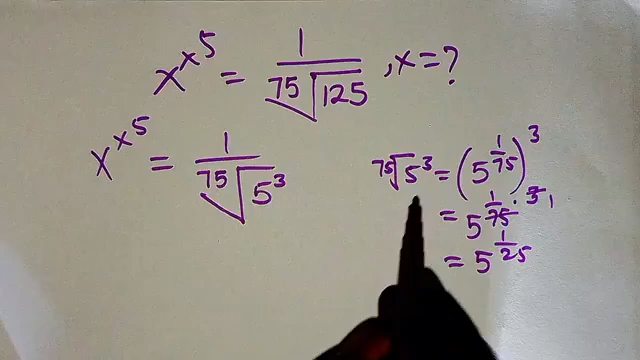 x^x^5 = 1/⁷⁵√125 , x = ?
x^x^5 = 1/⁷⁵√5³
⁷⁵√5³ = (5^1/75)^3
= 5^1/75 · 3 1
= 5^1/25